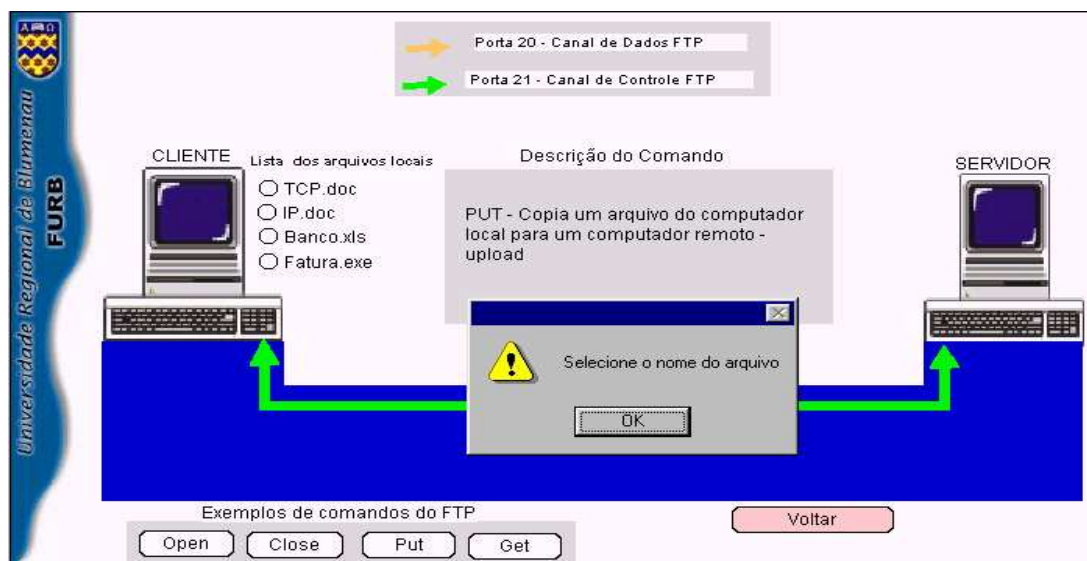 Α Ω
Universidade Regional de Blumenau
FURB
Porta 20 - Canal de Dados FTP
Porta 21 - Canal de Controle FTP
CLIENTE
Lista dos arquivos locais
TCP.doc
IP.doc
Banco.xls
Fatura.exe
Descrição do Comando
PUT - Copia um arquivo do computador
local para um computador remoto -
upload
SERVIDOR
Selecione o nome do arquivo
OK
Exemplos de comandos do FTP
Open
Close
Put
Get
Voltar